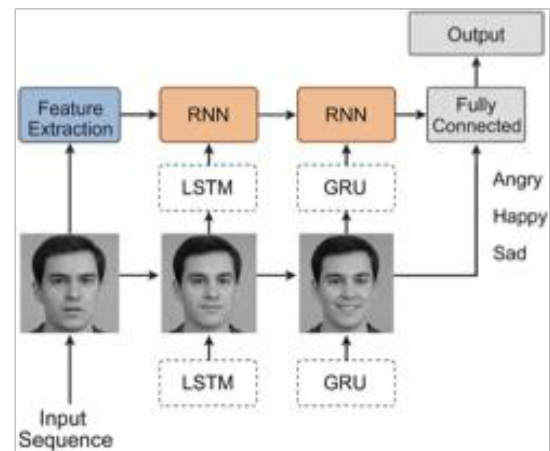 Output
Feature
Extraction
RNN
RNN
Fully
Connected
LSTM
GRU
Angry
Happy
Sad
LSTM
GRU
Input
Sequence